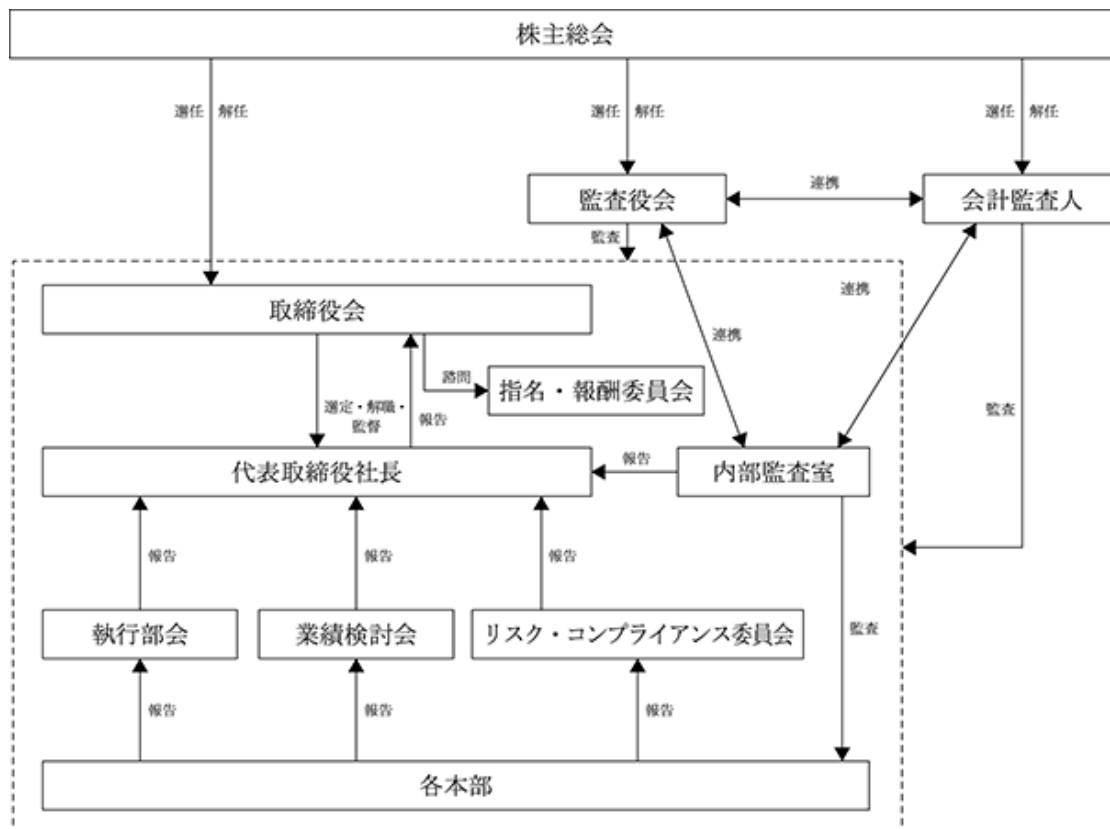 株主総会
選任
解任
選任
解任
選任
解任
監査役会
連携
会計監査人
監査
取締役会
連携
連携
諮問
指名・報酬委員会
選定・解職・
監督
報告
監査
代表取締役社長
報告
内部監査室
報告
報告
報告
執行部会
業績検討会
リスク・コンプライアンス委員会
監査
報告
報告
報告
各本部